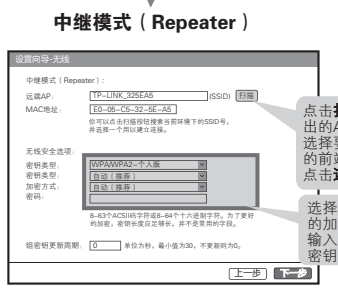 中继模式（Repeater）
设置向导-无线
中继模式（Repeater）：
远端AP: TP-LINK_325EA5 (SSID) 扫描
MAC地址: E0-05-C5-32-5E-A5
你可以点击扫描按钮搜索当前环境下的SSID号，
并选择一个用以建立连接。
无线安全选项：
密钥类型: WPA/WPA2-个人版
密钥类型: 自动（推荐）
加密方式: 自动（推荐）
密码:
8-63个ACSII码字符或8-64个十六进制字符。为了更好
的加密，密钥长度应足够长，并不是常用的字段。
组密钥更新周期: 0 单位为秒，最小值为30，不更新则为0。
上一步 下一步
点击
出的A
选择
的前
点击
选择
的加
输入
密钥